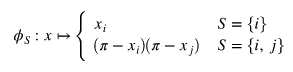 ϕ_S : x ↦ { x_i    S = {i}
(π − x_i)(π − x_j)    S = {i, j}